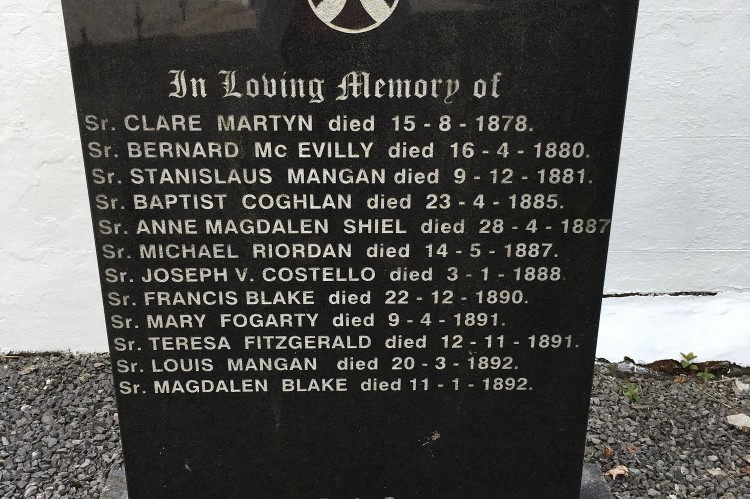 In Loving Memory of
Sr. CLARE MARTYN died 15 - 8 - 1878.
Sr. BERNARD Mc EVILLY died 16 - 4 - 1880.
Sr. STANISLAUS MANGAN died 9 - 12 - 1881.
Sr. BAPTIST COGHLAN died 23 - 4 - 1885.
Sr. ANNE MAGDALEN SHIEL died 28 - 4 - 1887
Sr. MICHAEL RIORDAN died 14 - 5 - 1887.
Sr. JOSEPH V. COSTELLO died 3 - 1 - 1888.
Sr. FRANCIS BLAKE died 22 - 12 - 1890.
Sr. MARY FOGARTY died 9 - 4 - 1891.
Sr. TERESA FITZGERALD died 12 - 11 - 1891.
Sr. LOUIS MANGAN died 20 - 3 - 1892.
Sr. MAGDALEN BLAKE died 11 - 1 - 1892.